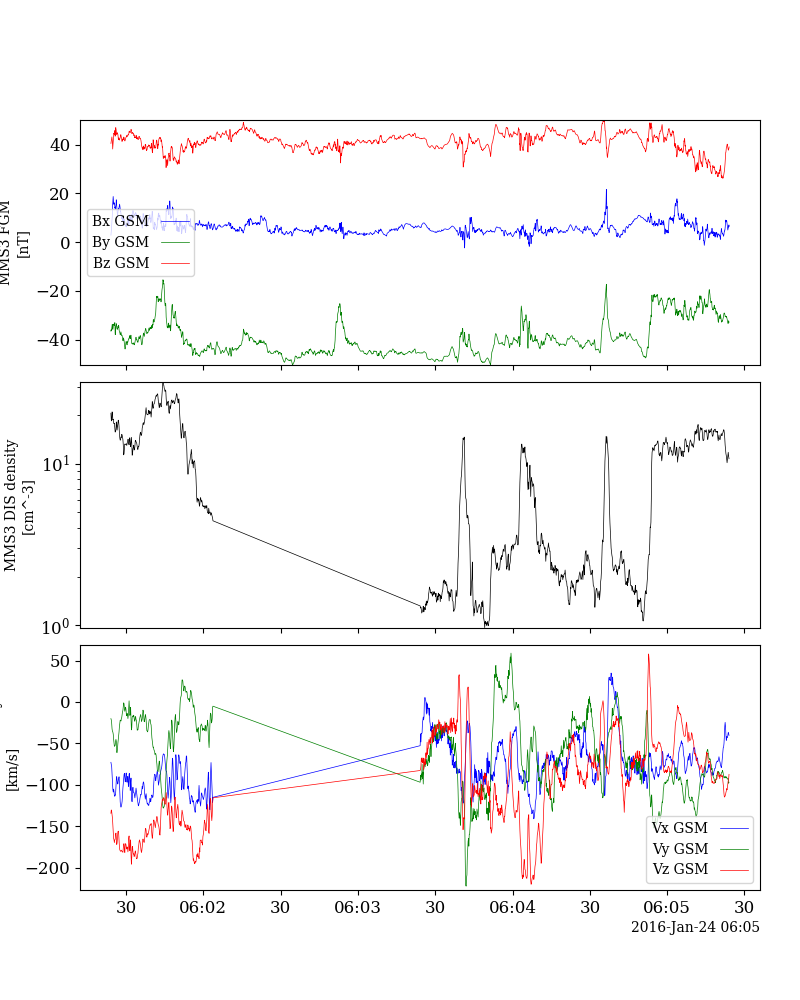 40
20
0
−20
−40
MMS3 FGM
[nT]
Bx GSM
By GSM
Bz GSM
10^1
10^0
MMS3 DIS density
[cm^-3]
50
0
−50
−100
−150
−200
[km/s]
Vx GSM
Vy GSM
Vz GSM
30 06:02 30 06:03 30 06:04 30 06:05 30
2016-Jan-24 06:05